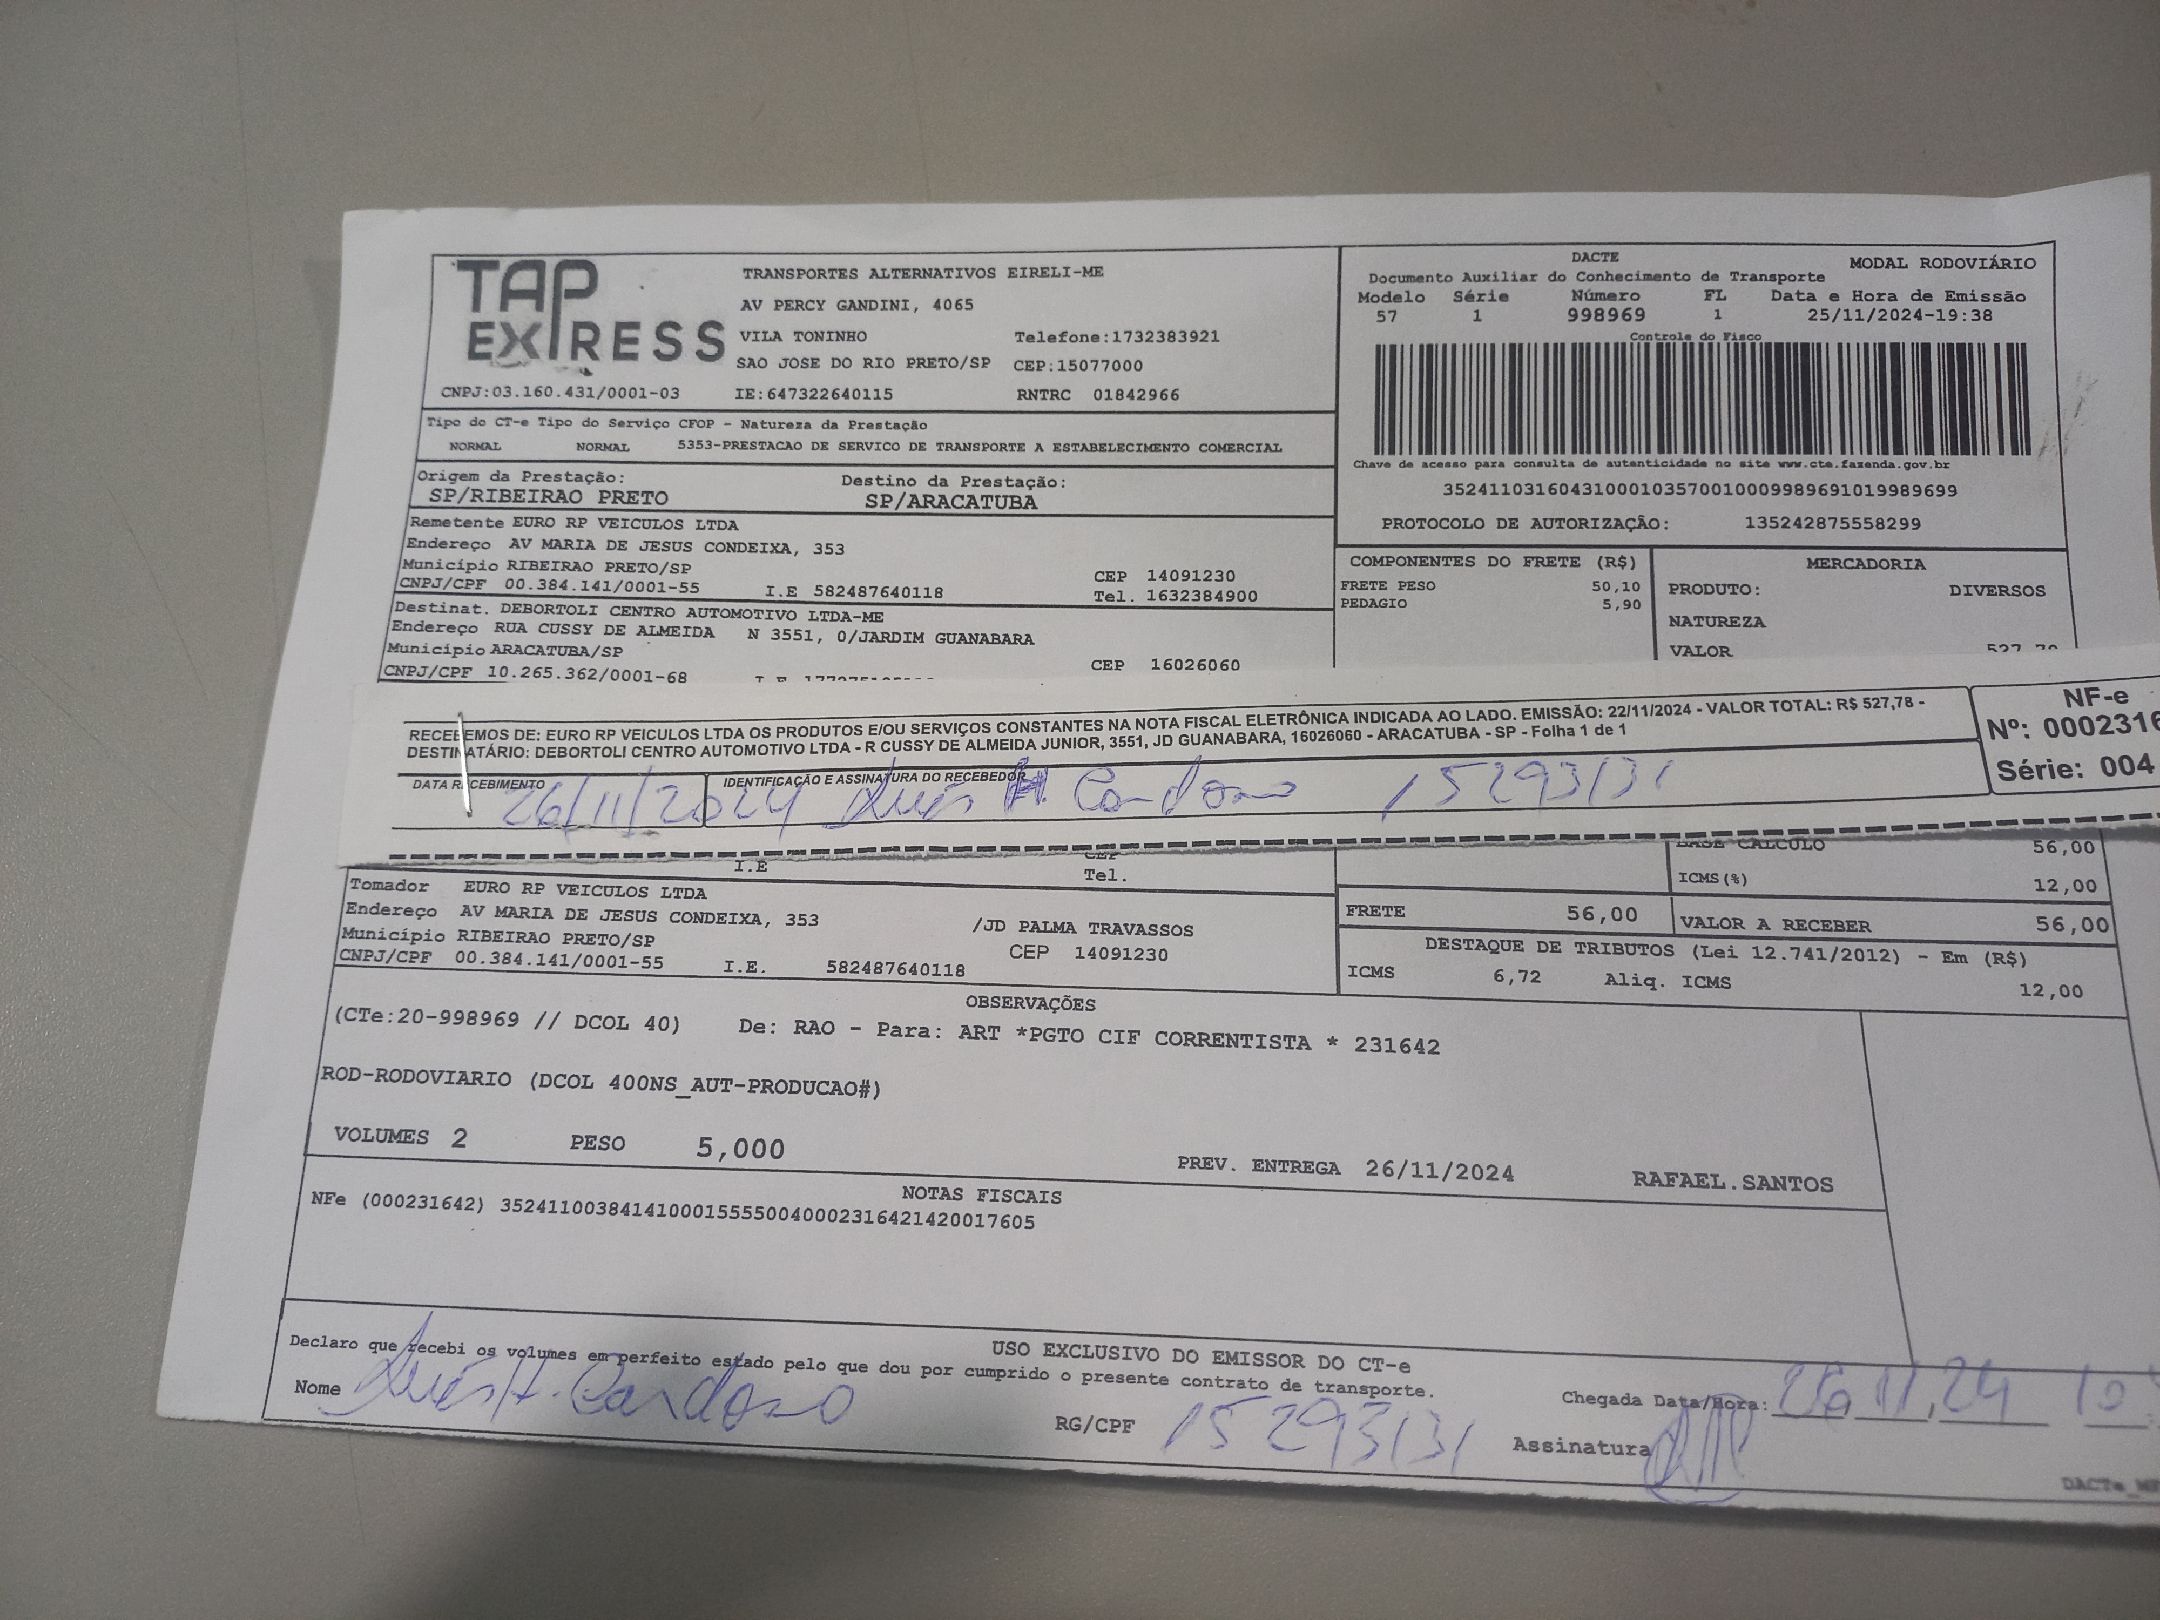 TAP
EXPRESS
TRANSPORTES ALTERNATIVOS EIRELI-ME
AV PERCY GANDINI, 4065
VILA TONINHO Telefone:1732383921
SAO JOSE DO RIO PRETO/SP CEP:15077000
CNPJ:03.160.431/0001-03 IE:647322640115 RNTRC 01842966
DACTE MODAL RODOVIÁRIO
Documento Auxiliar do Conhecimento de Transporte
Modelo Série Número FL Data e Hora de Emissão
57 1 998969 1 25/11/2024-19:38
Controle do Fisco
Chave de acesso para consulta de autenticidade no site www.cte.fazenda.gov.br
35241103160431000103570010009989691019989699
PROTOCOLO DE AUTORIZAÇÃO: 135242875558299
Tipo do CT-e Tipo do Serviço CFOP - Natureza da Prestação
NORMAL NORMAL 5353-PRESTACAO DE SERVICO DE TRANSPORTE A ESTABELECIMENTO COMERCIAL
Origem da Prestação: Destino da Prestação:
SP/RIBEIRAO PRETO SP/ARACATUBA
Remetente EURO RP VEICULOS LTDA
Endereço AV MARIA DE JESUS CONDEIXA, 353
Município RIBEIRAO PRETO/SP CEP 14091230
CNPJ/CPF 00.384.141/0001-55 I.E 582487640118 Tel. 1632384900
Destinat. DEBORTOLI CENTRO AUTOMOTIVO LTDA-ME
Endereço RUA CUSSY DE ALMEIDA N 3551, 0/JARDIM GUANABARA
Município ARACATUBA/SP CEP 16026060
CNPJ/CPF 10.265.362/0001-68
COMPONENTES DO FRETE (R$)
FRETE PESO 50,10
PEDAGIO 5,90
MERCADORIA
PRODUTO: DIVERSOS
NATUREZA
VALOR
RECEBEMOS DE: EURO RP VEICULOS LTDA OS PRODUTOS E/OU SERVIÇOS CONSTANTES NA NOTA FISCAL ELETRÔNICA INDICADA AO LADO. EMISSÃO: 22/11/2024 - VALOR TOTAL: R$ 527,78 -
DESTINATÁRIO: DEBORTOLI CENTRO AUTOMOTIVO LTDA - R CUSSY DE ALMEIDA JUNIOR, 3551, JD GUANABARA, 16026060 - ARACATUBA - SP - Folha 1 de 1
DATA RECEBIMENTO IDENTIFICAÇÃO E ASSINATURA DO RECEBEDOR
26/11/2024 Luís H. Cardoso 15293131
NF-e
Nº: 000231
Série: 004
I.E CEP
Tel.
BASE CALCULO 56,00
ICMS(%) 12,00
FRETE 56,00 VALOR A RECEBER 56,00
DESTAQUE DE TRIBUTOS (Lei 12.741/2012) - Em (R$)
ICMS 6,72 Aliq. ICMS 12,00
Tomador EURO RP VEICULOS LTDA
Endereço AV MARIA DE JESUS CONDEIXA, 353 /JD PALMA TRAVASSOS
Município RIBEIRAO PRETO/SP CEP 14091230
CNPJ/CPF 00.384.141/0001-55 I.E. 582487640118
OBSERVAÇÕES
(CTe:20-998969 // DCOL 40) De: RAO - Para: ART *PGTO CIF CORRENTISTA * 231642
ROD-RODOVIARIO (DCOL 400NS_AUT-PRODUCAO#)
VOLUMES 2 PESO 5,000 PREV. ENTREGA 26/11/2024 RAFAEL.SANTOS
NOTAS FISCAIS
NFe (000231642) 35241100384141000155550040002316421420017605
USO EXCLUSIVO DO EMISSOR DO CT-e
Declaro que recebi os volumes em perfeito estado pelo que dou por cumprido o presente contrato de transporte.
Nome Luís H. Cardoso RG/CPF 15293131
Chegada Data/Hora: 26 11, 24 10
Assinatura